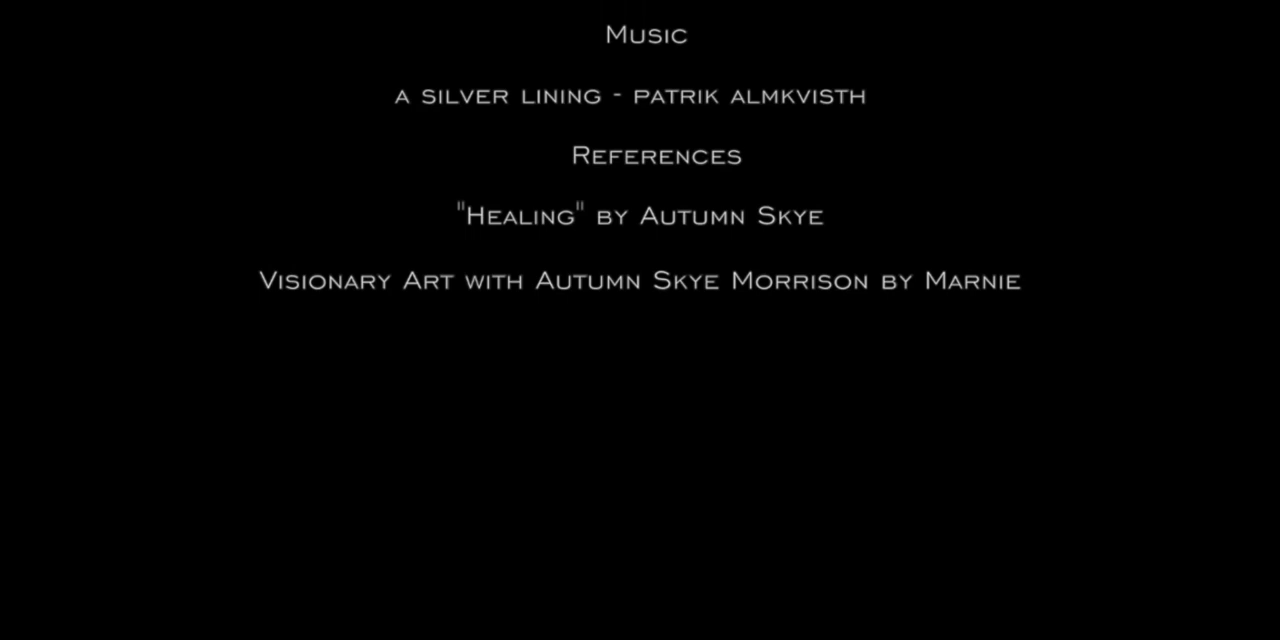 Music
a silver lining - patrik almkvisth
References
"Healing" by Autumn Skye
Visionary Art with Autumn Skye Morrison by Marnie